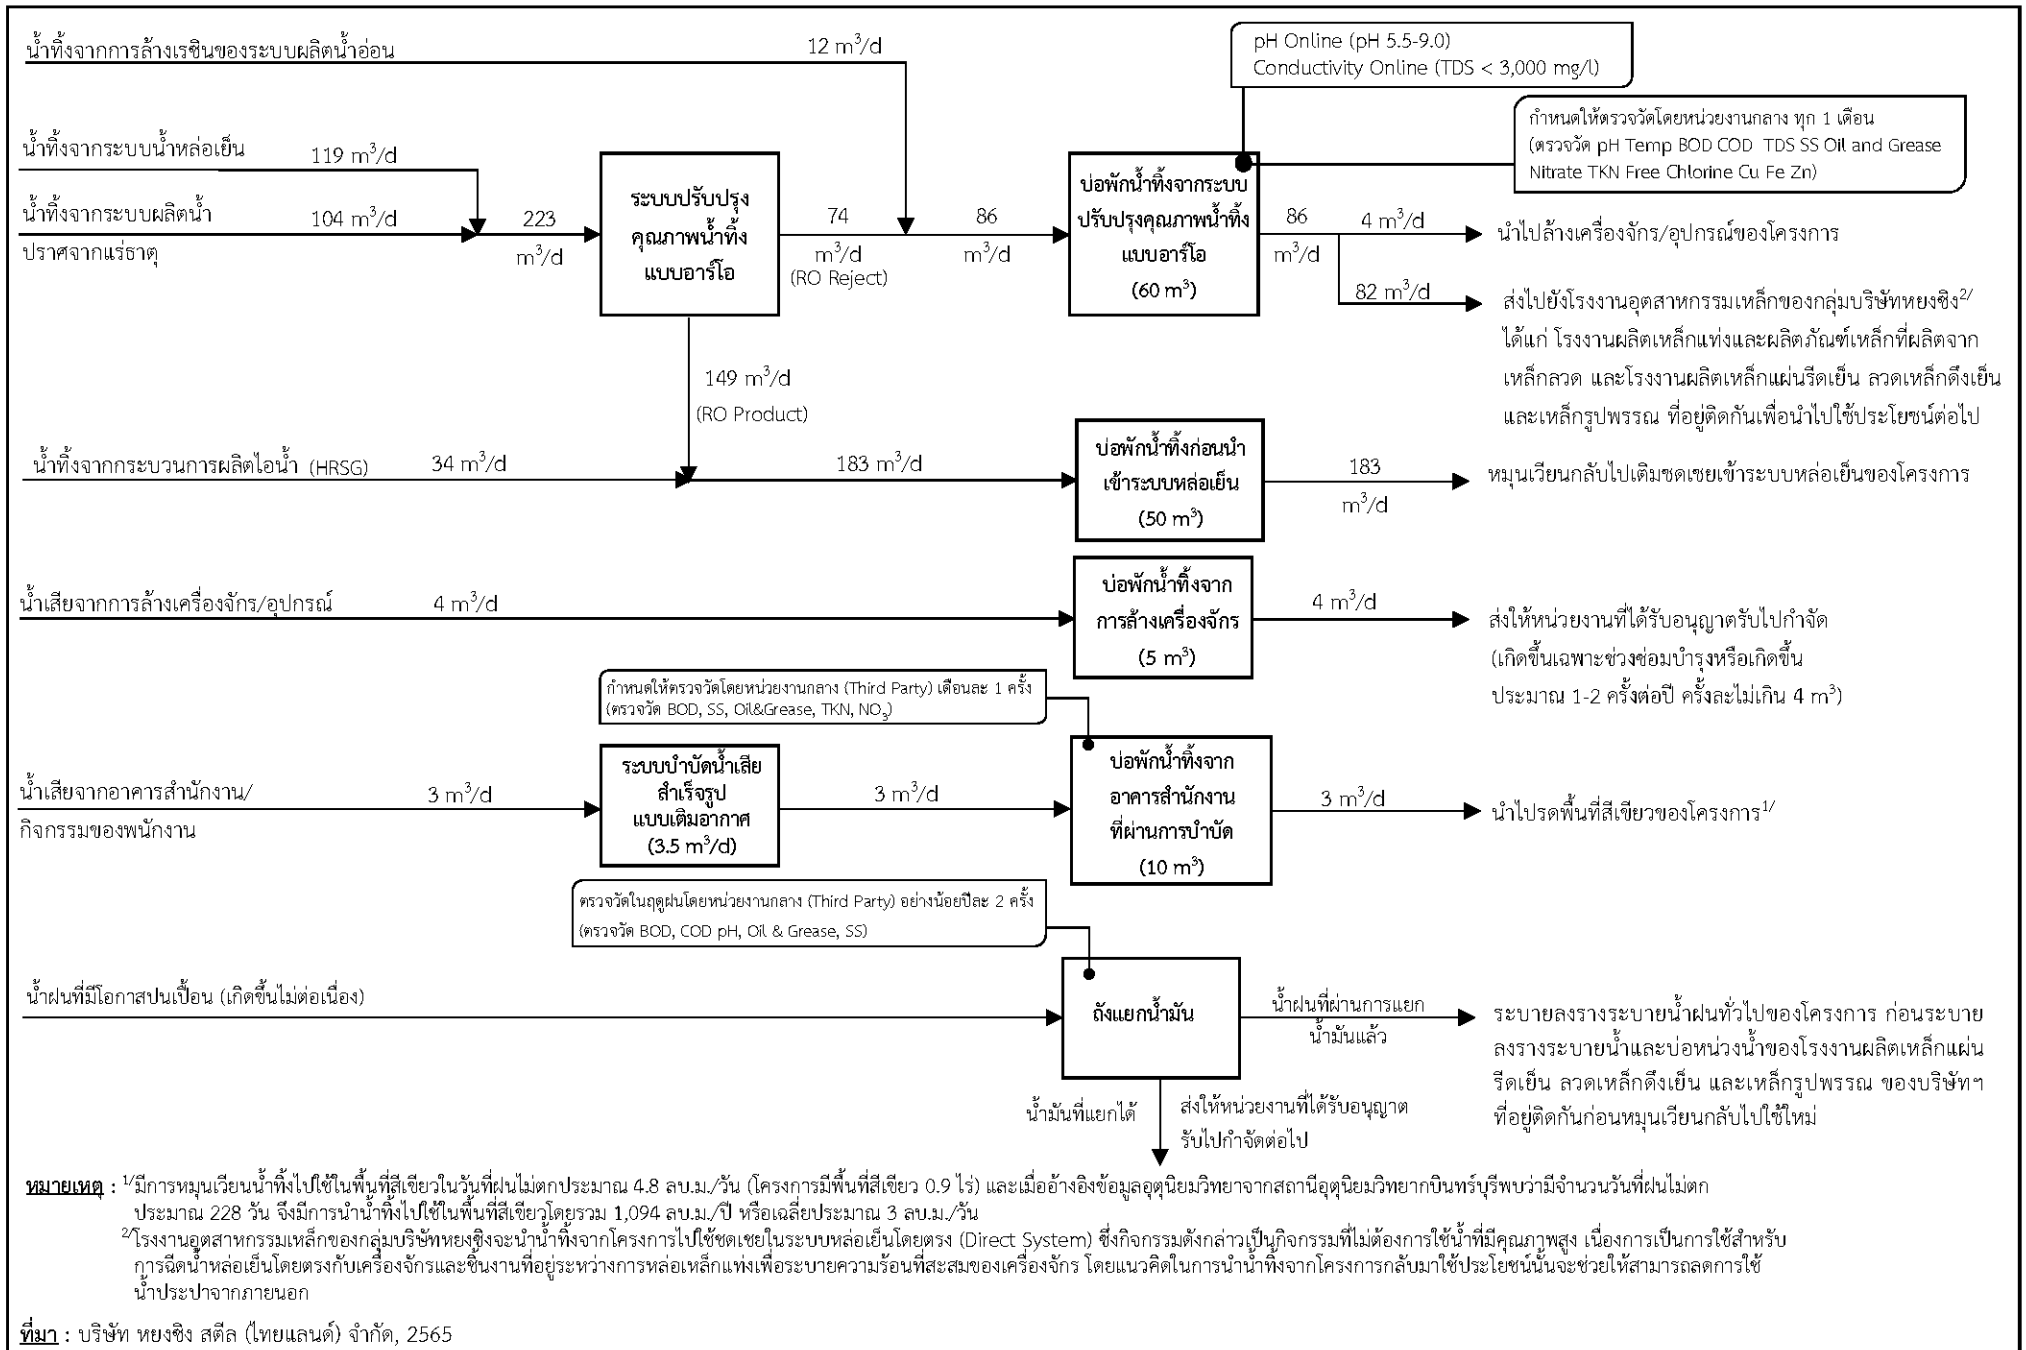 น้ำทิ้งจากการล้างเรซินของระบบผลิตน้ำอ่อน
12 m³/d
pH Online (pH 5.5-9.0)
Conductivity Online (TDS < 3,000 mg/l)
กำหนดให้ตรวจวัดโดยหน่วยงานกลาง ทุก 1 เดือน
(ตรวจวัด pH Temp BOD COD TDS SS Oil and Grease
Nitrate TKN Free Chlorine Cu Fe Zn)
น้ำทิ้งจากระบบน้ำหล่อเย็น
119 m³/d
น้ำทิ้งจากระบบผลิตน้ำ
ปราศจากแร่ธาตุ
104 m³/d
223
m³/d
ระบบปรับปรุง
คุณภาพน้ำทิ้ง
แบบอาร์โอ
74
m³/d
(RO Reject)
86
m³/d
บ่อพักน้ำทิ้งจากระบบ
ปรับปรุงคุณภาพน้ำทิ้ง
แบบอาร์โอ
(60 m³)
86
m³/d
4 m³/d
นำไปล้างเครื่องจักร/อุปกรณ์ของโครงการ
82 m³/d
ส่งไปยังโรงงานอุตสาหกรรมเหล็กของกลุ่มบริษัทหยงชิง²/
ได้แก่ โรงงานผลิตเหล็กแท่งและผลิตภัณฑ์เหล็กที่ผลิตจาก
เหล็กลวด และโรงงานผลิตเหล็กแผ่นรีดเย็น ลวดเหล็กดึงเย็น
และเหล็กรูปพรรณ ที่อยู่ติดกันเพื่อนำไปใช้ประโยชน์ต่อไป
149 m³/d
(RO Product)
น้ำทิ้งจากกระบวนการผลิตไอน้ำ (HRSG)
34 m³/d
183 m³/d
บ่อพักน้ำทิ้งก่อนนำ
เข้าระบบหล่อเย็น
(50 m³)
183
m³/d
หมุนเวียนกลับไปเติมชดเชยเข้าระบบหล่อเย็นของโครงการ
น้ำเสียจากการล้างเครื่องจักร/อุปกรณ์
4 m³/d
บ่อพักน้ำทิ้งจาก
การล้างเครื่องจักร
(5 m³)
4 m³/d
ส่งให้หน่วยงานที่ได้รับอนุญาตรับไปกำจัด
(เกิดขึ้นเฉพาะช่วงซ่อมบำรุงหรือเกิดขึ้น
ประมาณ 1-2 ครั้งต่อปี ครั้งละไม่เกิน 4 m³)
กำหนดให้ตรวจวัดโดยหน่วยงานกลาง (Third Party) เดือนละ 1 ครั้ง
(ตรวจวัด BOD, SS, Oil&Grease, TKN, NO₃)
น้ำเสียจากอาคารสำนักงาน/
กิจกรรมของพนักงาน
3 m³/d
ระบบบำบัดน้ำเสีย
สำเร็จรูป
แบบเติมอากาศ
(3.5 m³/d)
3 m³/d
บ่อพักน้ำทิ้งจาก
อาคารสำนักงาน
ที่ผ่านการบำบัด
(10 m³)
3 m³/d
นำไปรดพื้นที่สีเขียวของโครงการ¹/
ตรวจวัดในฤดูฝนโดยหน่วยงานกลาง (Third Party) อย่างน้อยปีละ 2 ครั้ง
(ตรวจวัด BOD, COD pH, Oil & Grease, SS)
น้ำฝนที่มีโอกาสปนเปื้อน (เกิดขึ้นไม่ต่อเนื่อง)
ถังแยกน้ำมัน
น้ำฝนที่ผ่านการแยก
น้ำมันแล้ว
ระบายลงรางระบายน้ำฝนทั่วไปของโครงการ ก่อนระบาย
ลงรางระบายน้ำและบ่อหน่วงน้ำของโรงงานผลิตเหล็กแผ่น
รีดเย็น ลวดเหล็กดึงเย็น และเหล็กรูปพรรณ ของบริษัทฯ
ที่อยู่ติดกันก่อนหมุนเวียนกลับไปใช้ใหม่
น้ำมันที่แยกได้
ส่งให้หน่วยงานที่ได้รับอนุญาต
รับไปกำจัดต่อไป
หมายเหตุ : ¹/มีการหมุนเวียนน้ำทิ้งไปใช้ในพื้นที่สีเขียวในวันที่ฝนไม่ตกประมาณ 4.8 ลบ.ม./วัน (โครงการมีพื้นที่สีเขียว 0.9 ไร่) และเมื่ออ้างอิงข้อมูลอุตุนิยมวิทยาจากสถานีอุตุนิยมวิทยากบินทร์บุรีพบว่ามีจำนวนวันที่ฝนไม่ตก
ประมาณ 228 วัน จึงมีการนำน้ำทิ้งไปใช้ในพื้นที่สีเขียวโดยรวม 1,094 ลบ.ม./ปี หรือเฉลี่ยประมาณ 3 ลบ.ม./วัน
²/โรงงานอุตสาหกรรมเหล็กของกลุ่มบริษัทหยงชิงจะนำน้ำทิ้งจากโครงการไปใช้ชดเชยในระบบหล่อเย็นโดยตรง (Direct System) ซึ่งกิจกรรมดังกล่าวเป็นกิจกรรมที่ไม่ต้องการใช้น้ำที่มีคุณภาพสูง เนื่องการเป็นการใช้สำหรับ
การฉีดน้ำหล่อเย็นโดยตรงกับเครื่องจักรและชิ้นงานที่อยู่ระหว่างการหล่อเหล็กแท่งเพื่อระบายความร้อนที่สะสมของเครื่องจักร โดยแนวคิดในการนำน้ำทิ้งจากโครงการกลับมาใช้ประโยชน์นั้นจะช่วยให้สามารถลดการใช้
น้ำประปาจากภายนอก
ที่มา : บริษัท หยงชิง สตีล (ไทยแลนด์) จำกัด, 2565